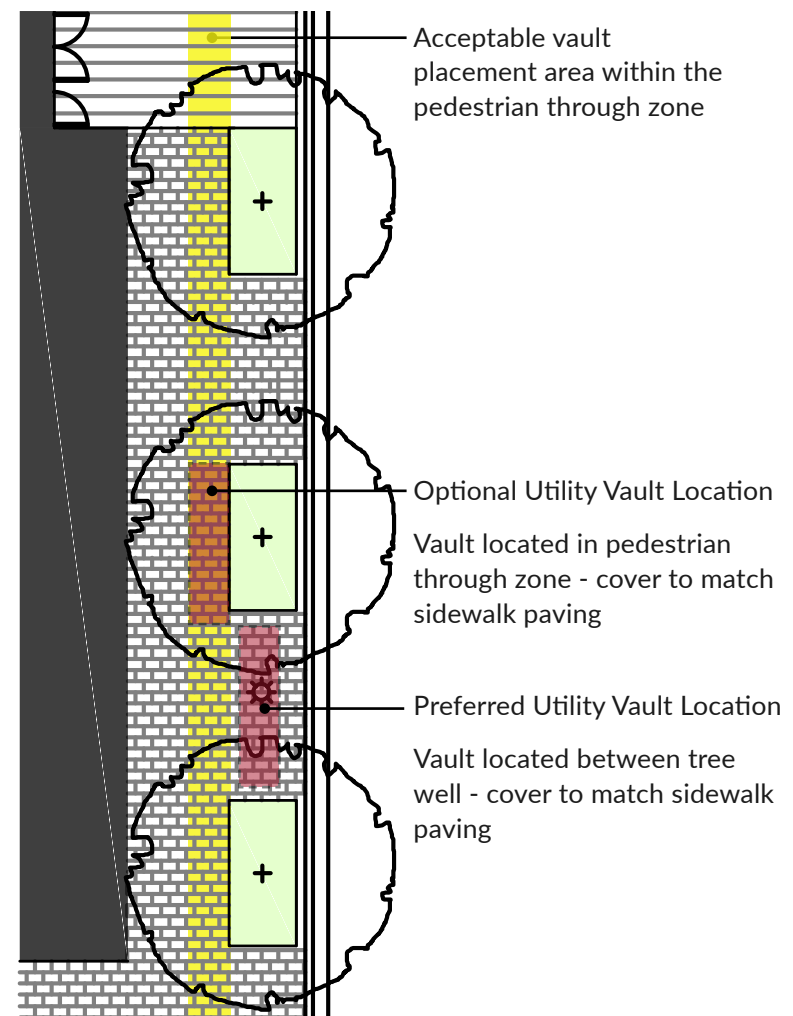 Acceptable vault
placement area within the
pedestrian through zone
Optional Utility Vault Location
Vault located in pedestrian
through zone - cover to match
sidewalk paving
Preferred Utility Vault Location
Vault located between tree
well - cover to match sidewalk
paving